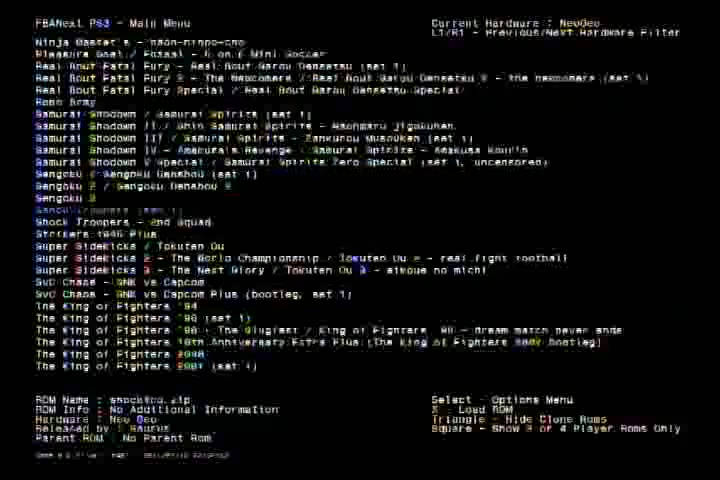 FBANext PS3 - Main Menu
Current Hardware : NeoGeo
L1/R1 - Previous/Next Hardware Filter
Ninja Master's - haoh-ninpo-cho
Pleasure Goal / Futsal - 5 on 5 Mini Soccer
Real Bout Fatal Fury - Real Bout Garou Densetsu (set 1)
Real Bout Fatal Fury 2 - The Newcomers / Real Bout Garou Densetsu 2 - the newcomers (set 1)
Real Bout Fatal Fury Special / Real Bout Garou Densetsu Special
Robo Army
Samurai Shodown / Samurai Spirits (set 1)
Samurai Shodown II / Shin Samurai Spirits - Haohmaru jigokuhen
Samurai Shodown III / Samurai Spirits - Zankurou Musouken (set 1)
Samurai Shodown IV - Amakusa's Revenge / Samurai Spirits - Amakusa Kourin
Samurai Shodown V Special / Samurai Spirits Zero Special (set 1, uncensored)
Sengoku / Sengoku Denshou (set 1)
Sengoku 2 / Sengoku Denshou 2
Sengoku 3
Shock Troopers (set 1)
Shock Troopers - 2nd Squad
Strikers 1945 Plus
Super Sidekicks / Tokuten Ou
Super Sidekicks 2 - The World Championship / Tokuten Ou 2 - real fight football
Super Sidekicks 3 - The Next Glory / Tokuten Ou 3 - eikoue no michi
SvC Chaos - SNK vs Capcom
SvC Chaos - SNK vs Capcom Plus (bootleg, set 1)
The King of Fighters '94
The King of Fighters '98 - The Slugfest / King of Fighters '98 - dream match never ends
The King of Fighters 10th Anniversary Extra Plus (The King of Fighters 2002 bootleg)
The King of Fighters 2000
The King of Fighters 2001 (set 1)
ROM Name : shocktro.zip
ROM Info : No Additional Information
Hardware : Neo Geo
Released by : Saurus
Parent ROM : No Parent Rom
Select - Options Menu
X - Load ROM
Triangle - Hide Clone Roms
Square - Show 3 or 4 Player Roms Only